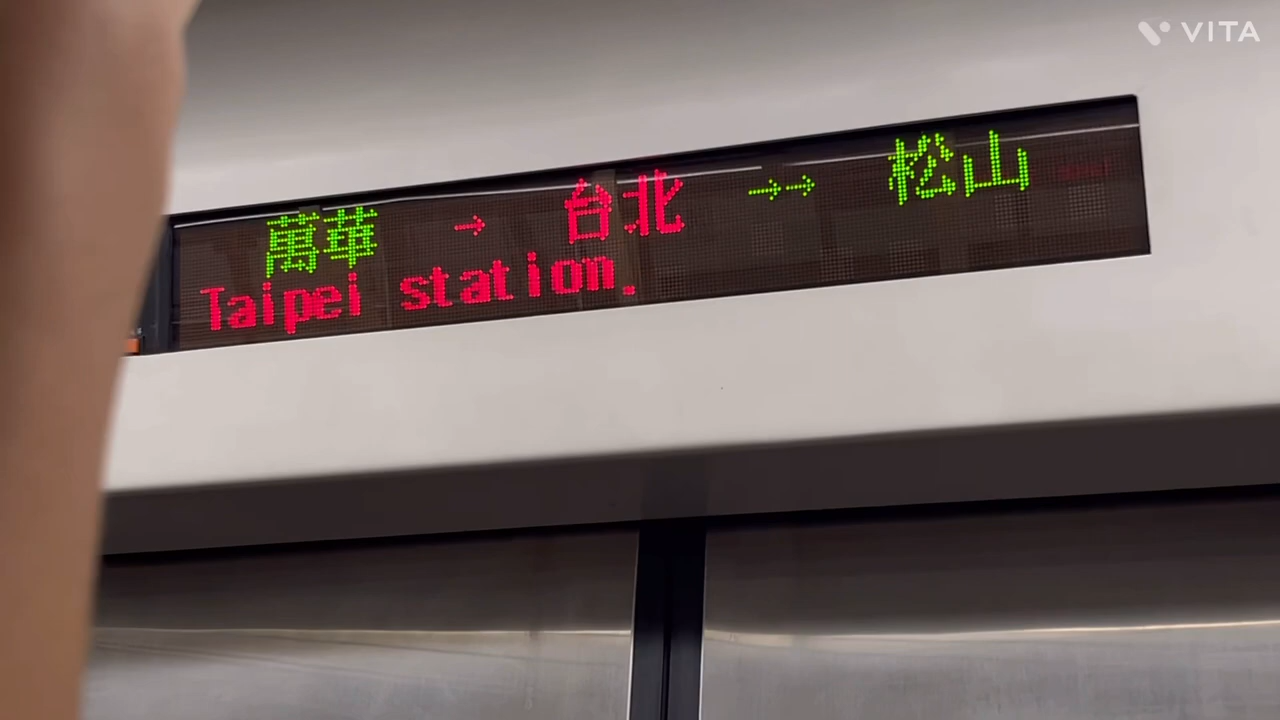 VITA
萬華 → 台北 →→ 松山
Taipei station.